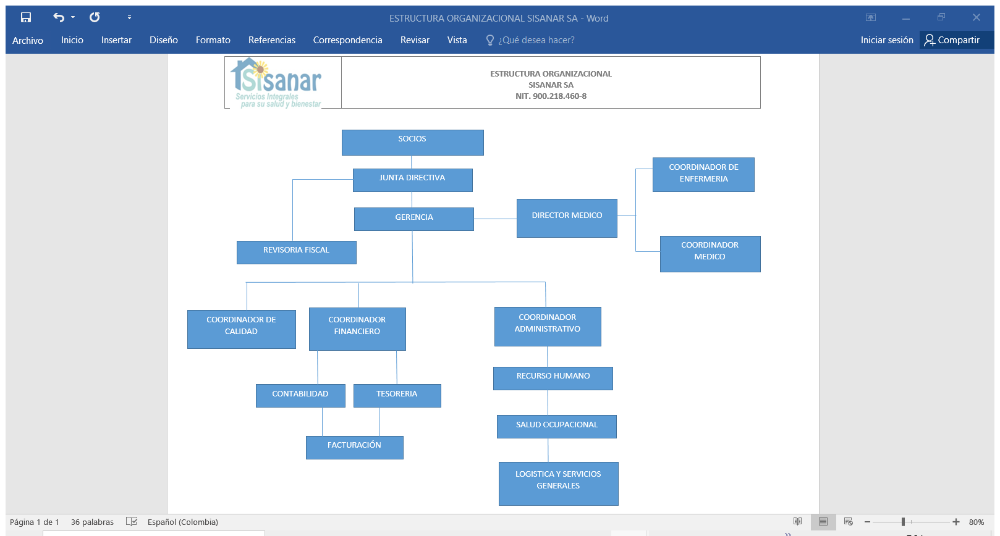 ESTRUCTURA ORGANIZACIONAL SISANAR SA - Word
Archivo Inicio Insertar Diseño Formato Referencias Correspondencia Revisar Vista ¿Qué desea hacer? Iniciar sesión Compartir
Sisanar
Servicios Integrales
para su salud y bienestar
ESTRUCTURA ORGANIZACIONAL
SISANAR SA
NIT. 900.218.460-8
SOCIOS
JUNTA DIRECTIVA
GERENCIA
REVISORIA FISCAL
DIRECTOR MEDICO
COORDINADOR DE
ENFERMERIA
COORDINADOR
MEDICO
COORDINADOR DE
CALIDAD
COORDINADOR
FINANCIERO
COORDINADOR
ADMINISTRATIVO
CONTABILIDAD
TESORERIA
FACTURACIÓN
RECURSO HUMANO
SALUD OCUPACIONAL
LOGISTICA Y SERVICIOS
GENERALES
Página 1 de 1 36 palabras Español (Colombia) 80%